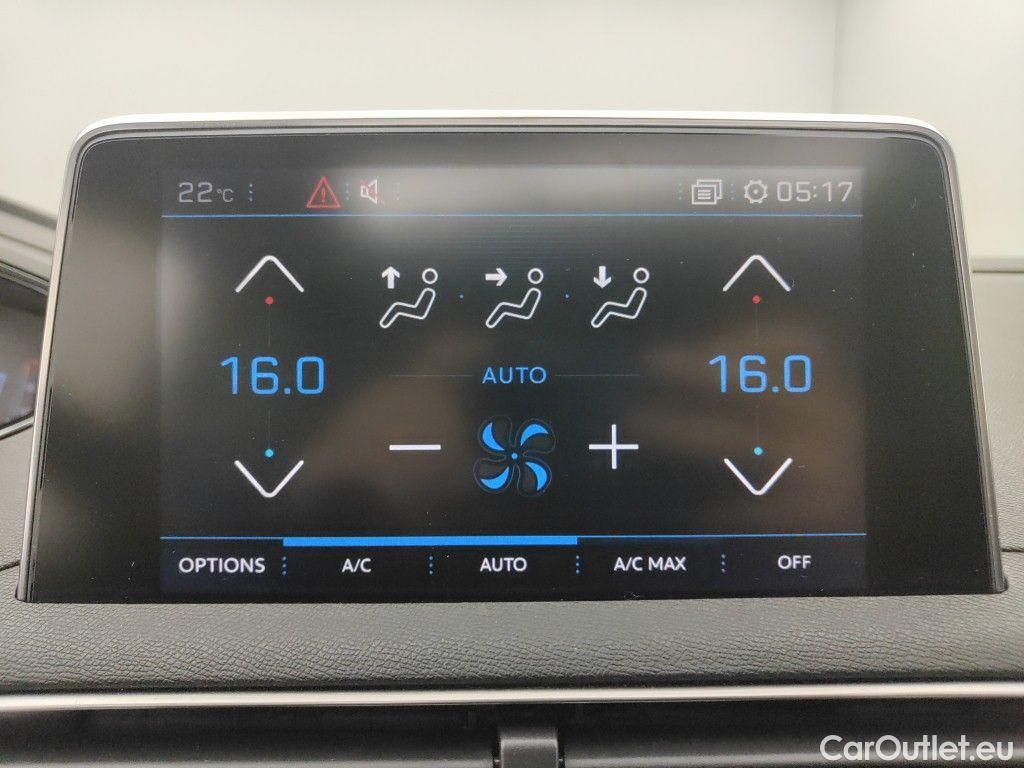 22°C 05:17
16.0 AUTO 16.0
OPTIONS A/C AUTO A/C MAX OFF
CarOutlet.eu